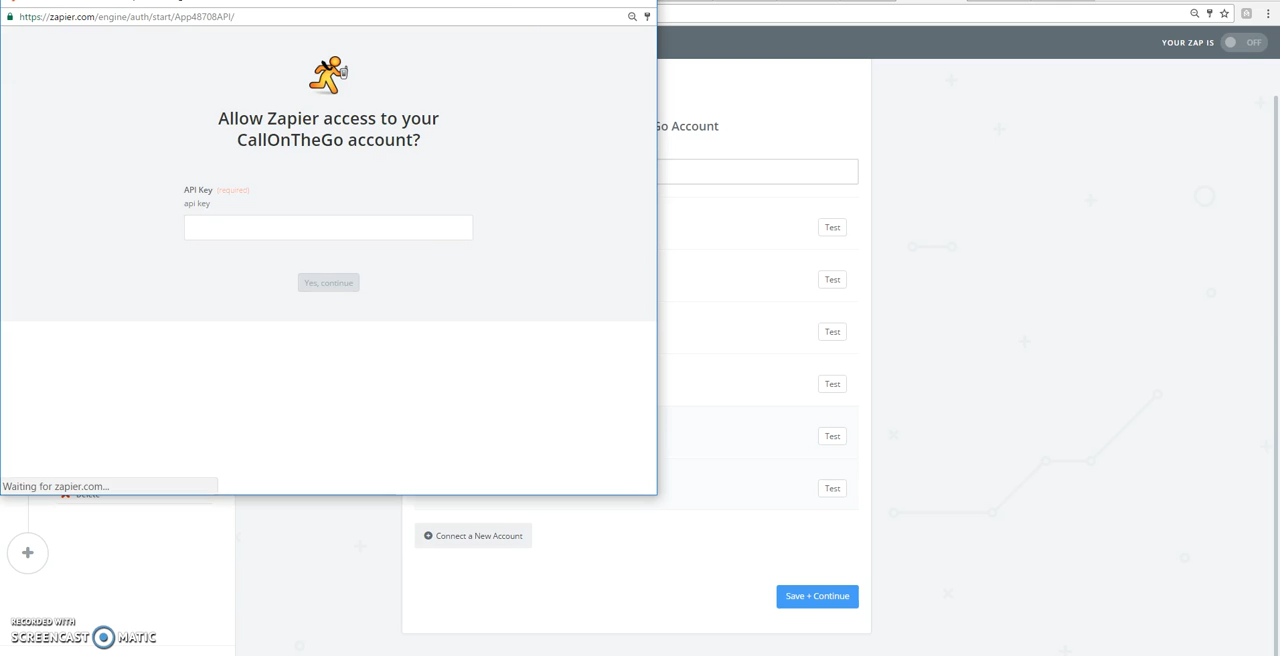 https://zapier.com/engine/auth/start/App48708API/
YOUR ZAP IS
OFF
Allow Zapier access to your
CallOnTheGo account?
Go Account
API Key (required)
api key
Yes, continue
Test
Test
Test
Test
Test
Test
Waiting for zapier.com...
Delete
Connect a New Account
Save + Continue
RECORDED WITH
SCREENCAST MATIC